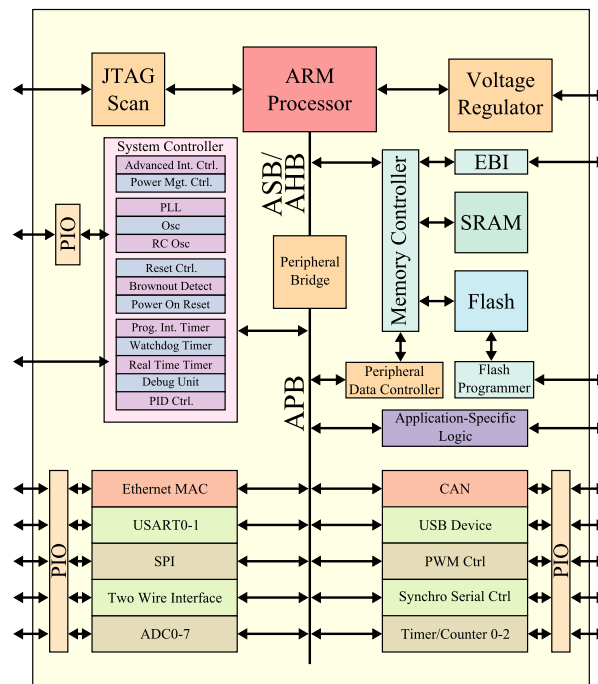 JTAG
Scan
ARM
Processor
Voltage
Regulator
System Controller
Advanced Int. Ctrl.
Power Mgt. Ctrl.
PLL
Osc
RC Osc
Reset Ctrl.
Brownout Detect
Power On Reset
Prog. Int. Timer
Watchdog Timer
Real Time Timer
Debug Unit
PID Ctrl.
PIO
ASB/
AHB
Peripheral
Bridge
APB
Memory Controller
EBI
SRAM
Flash
Peripheral
Data Controller
Flash
Programmer
Application-Specific
Logic
PIO
Ethernet MAC
USART0-1
SPI
Two Wire Interface
ADC0-7
CAN
USB Device
PWM Ctrl
Synchro Serial Ctrl
Timer/Counter 0-2
PIO